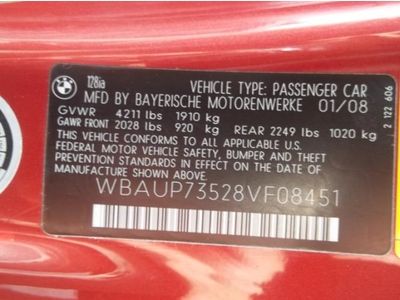 128ia VEHICLE TYPE: PASSENGER CAR
MFD BY BAYERISCHE MOTORENWERKE 01/08
GVWR 4211 lbs 1910 kg
GAWR FRONT 2028 lbs 920 kg REAR 2249 lbs 1020 kg
THIS VEHICLE CONFORMS TO ALL APPLICABLE U.S.
FEDERAL MOTOR VEHICLE SAFETY, BUMPER AND THEFT
PREVENTION STANDARDS IN EFFECT ON THE DATE OF
MANUFACTURE SHOWN ABOVE.
WBAUP73528VF08451
2 122 606